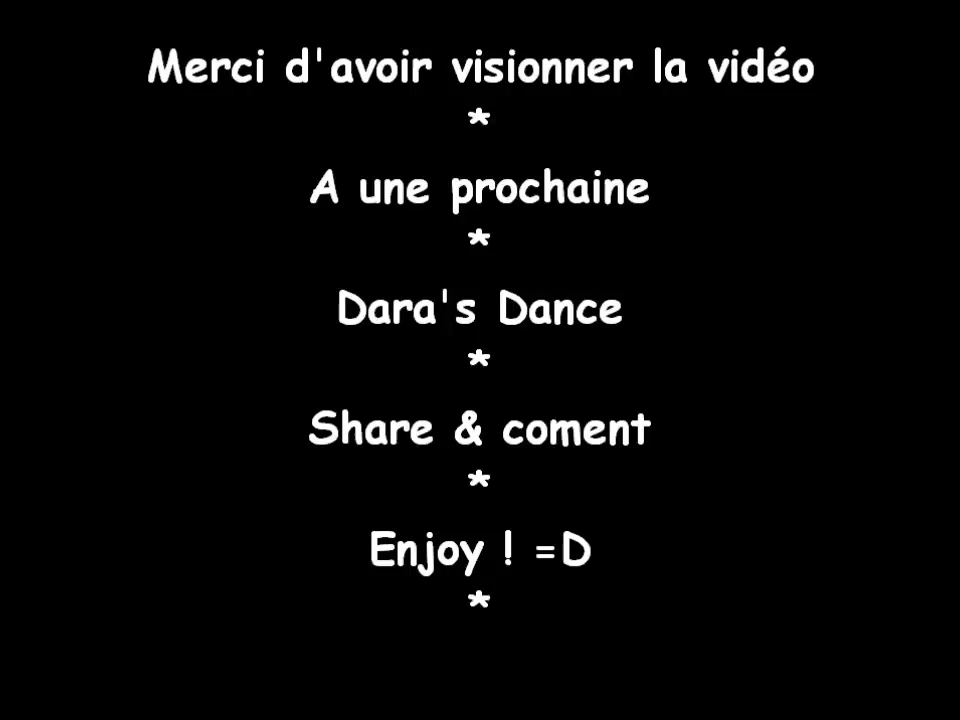 Merci d'avoir visionner la vidéo
*
A une prochaine
*
Dara's Dance
*
Share & coment
*
Enjoy ! =D
*